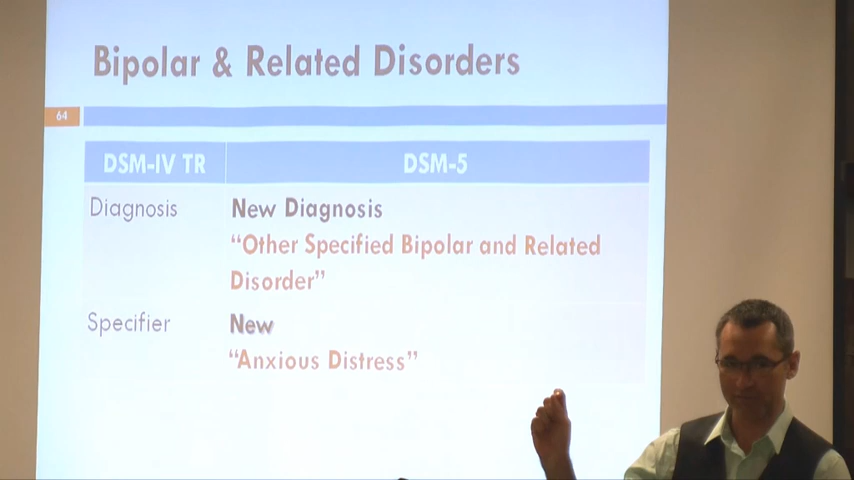 Bipolar & Related Disorders
64
DSM-IV TR DSM-5
Diagnosis New Diagnosis
“Other Specified Bipolar and Related
Disorder”
Specifier New
“Anxious Distress”